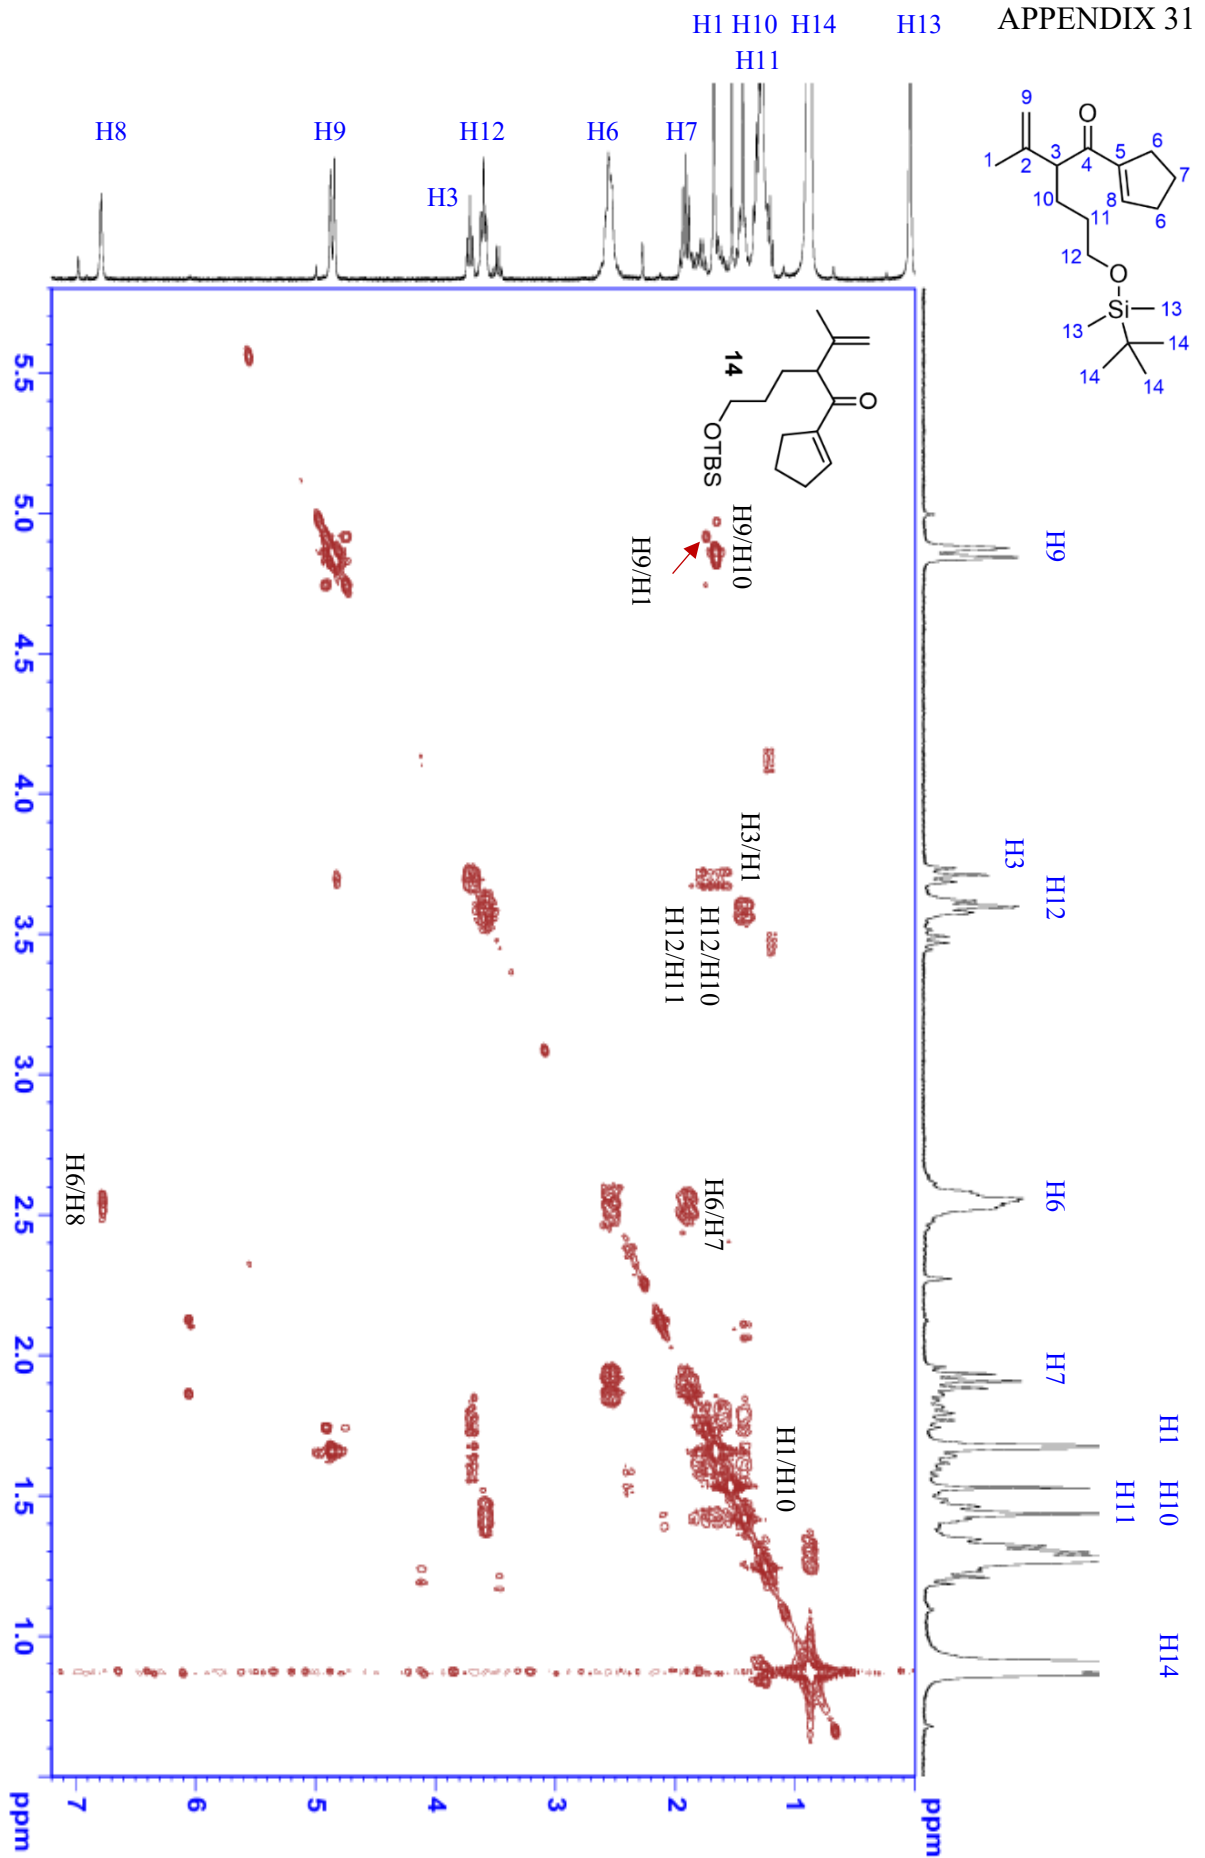 APPENDIX 31
H1 H10 H14 H13
H11
H8 H9 H12 H6 H7
H3
9
O
1
2
3
4
5
6
7
8
6
10
11
12
O
Si
13
13
14
14
14
14
O
OTBS
H9/H10
H9/H1
H3/H1
H12/H10
H12/H11
H6/H7
H6/H8
H1/H10
H9
H3
H12
H6
H7
H1
H10
H11
H14
5.5 5.0 4.5 4.0 3.5 3.0 2.5 2.0 1.5 1.0 ppm
7 6 5 4 3 2 1 ppm